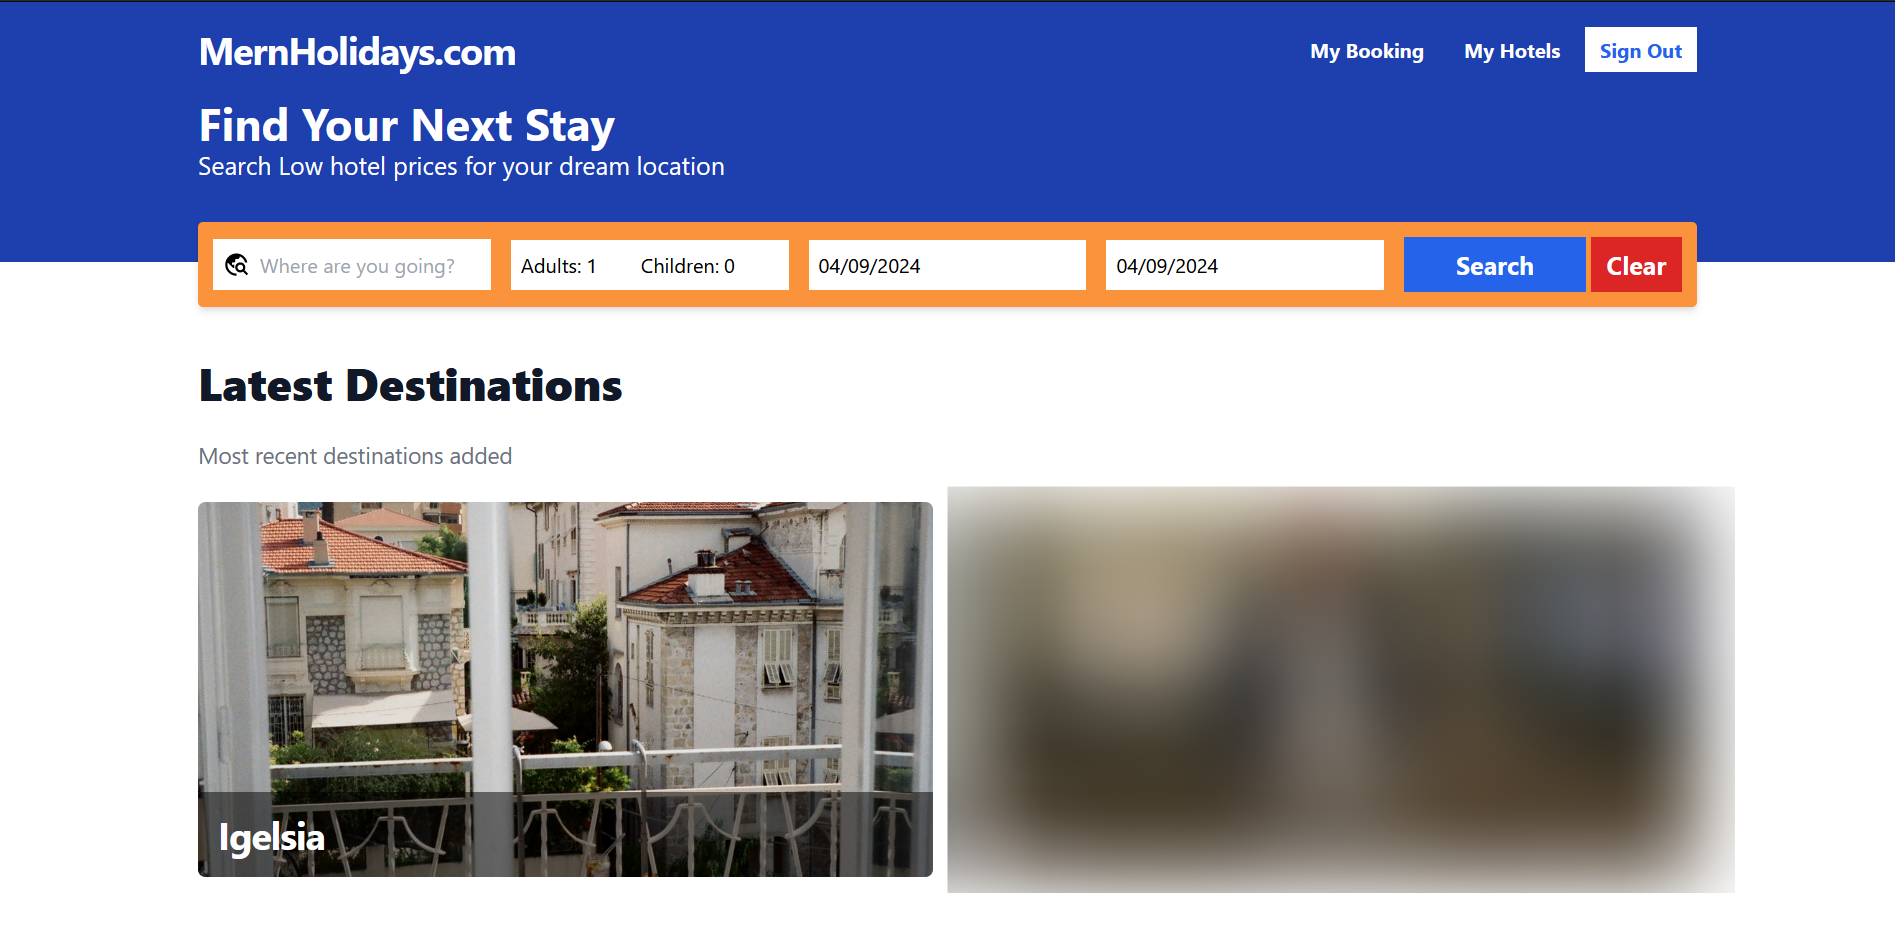 MernHolidays.com
My Booking
My Hotels
Sign Out
Find Your Next Stay
Search Low hotel prices for your dream location
Where are you going?
Adults: 1
Children: 0
04/09/2024
04/09/2024
Search
Clear
Latest Destinations
Most recent destinations added
Igelsia